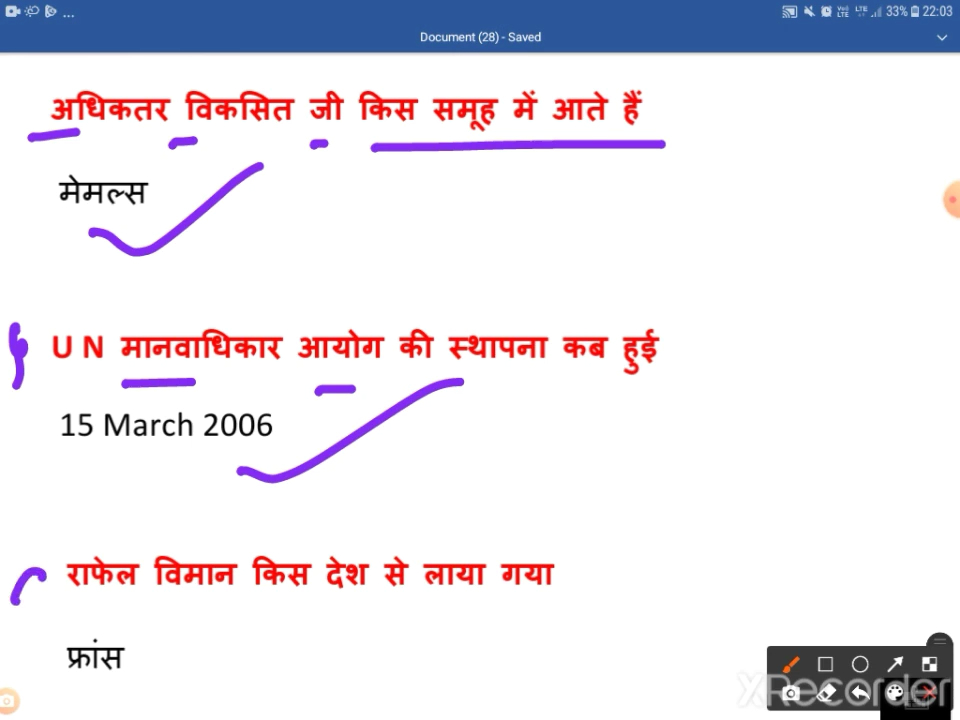 ... 33% 22:03
Document (28) - Saved
अधिकतर विकसित जी किस समूह में आते हैं
मेमल्स
U N मानवाधिकार आयोग की स्थापना कब हुई
15 March 2006
राफेल विमान किस देश से लाया गया
फ्रांस
XRecorder